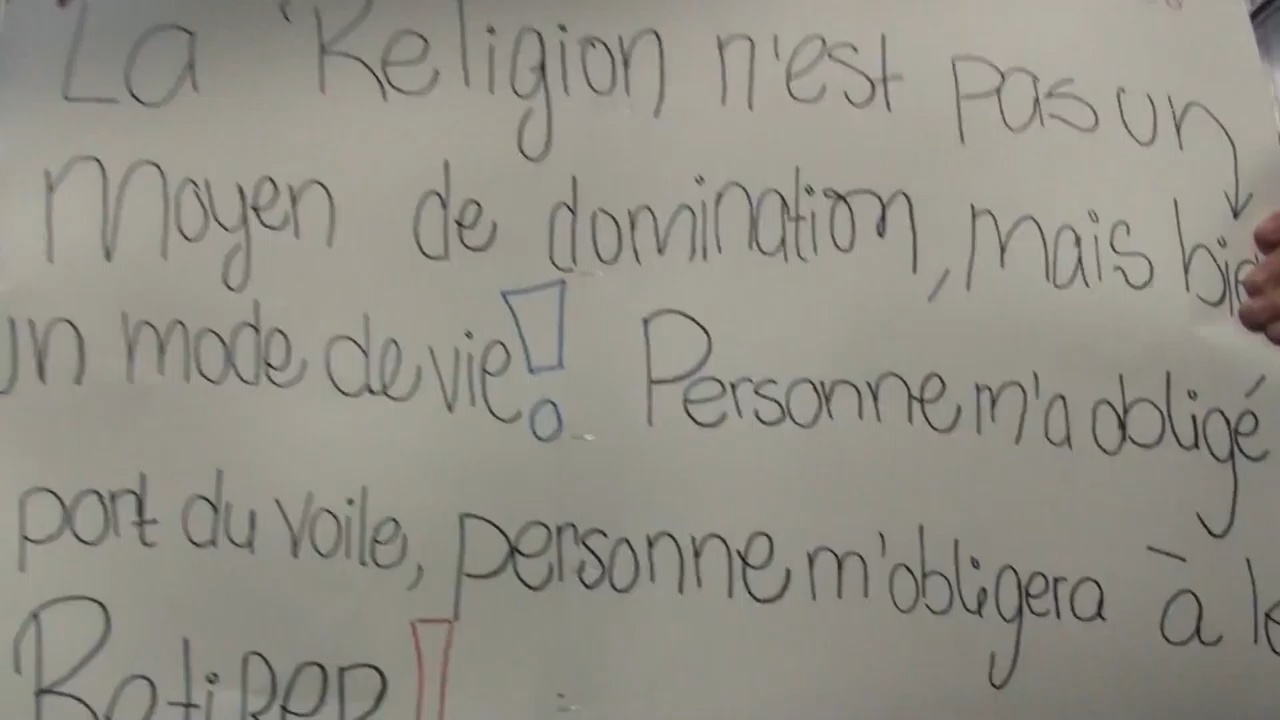 La Religion n'est pas un
Moyen de domination, mais
un mode de vie!
Personne m'a obligé
port du voile, personne m'obligera à le